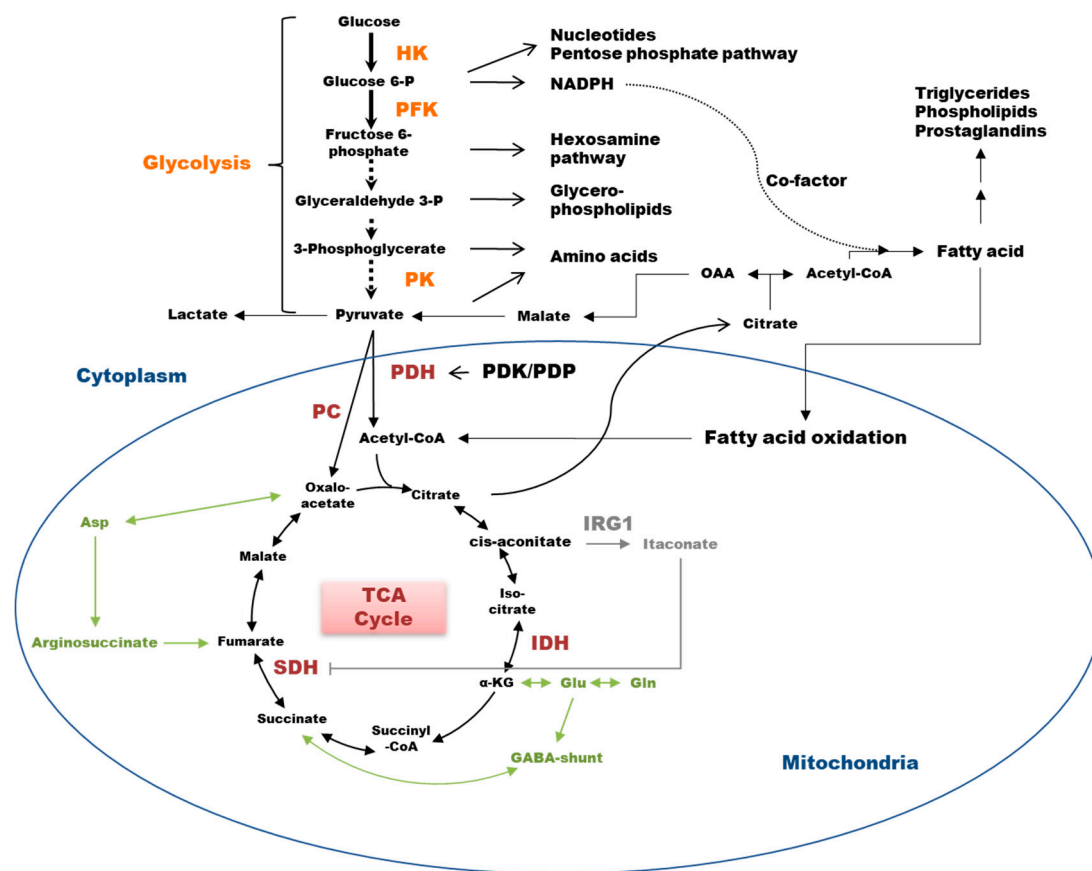 Glucose
HK
Nucleotides
Pentose phosphate pathway
Glucose 6-P
NADPH
PFK
Triglycerides
Phospholipids
Prostaglandins
Fructose 6-
phosphate
Hexosamine
pathway
Glycolysis
Co-factor
Glyceraldehyde 3-P
Glycero-
phospholipids
3-Phosphoglycerate
Amino acids
Fatty acid
PK
OAA
Acetyl-CoA
Lactate
Pyruvate
Malate
Citrate
Cytoplasm
PDH
PDK/PDP
PC
Acetyl-CoA
Fatty acid oxidation
Oxalo-
acetate
Citrate
Asp
IRG1
cis-aconitate
Itaconate
Malate
TCA
Cycle
Iso-
citrate
Arginosuccinate
Fumarate
IDH
SDH
α-KG
Glu
Gln
Succinate
Succinyl
-CoA
GABA-shunt
Mitochondria